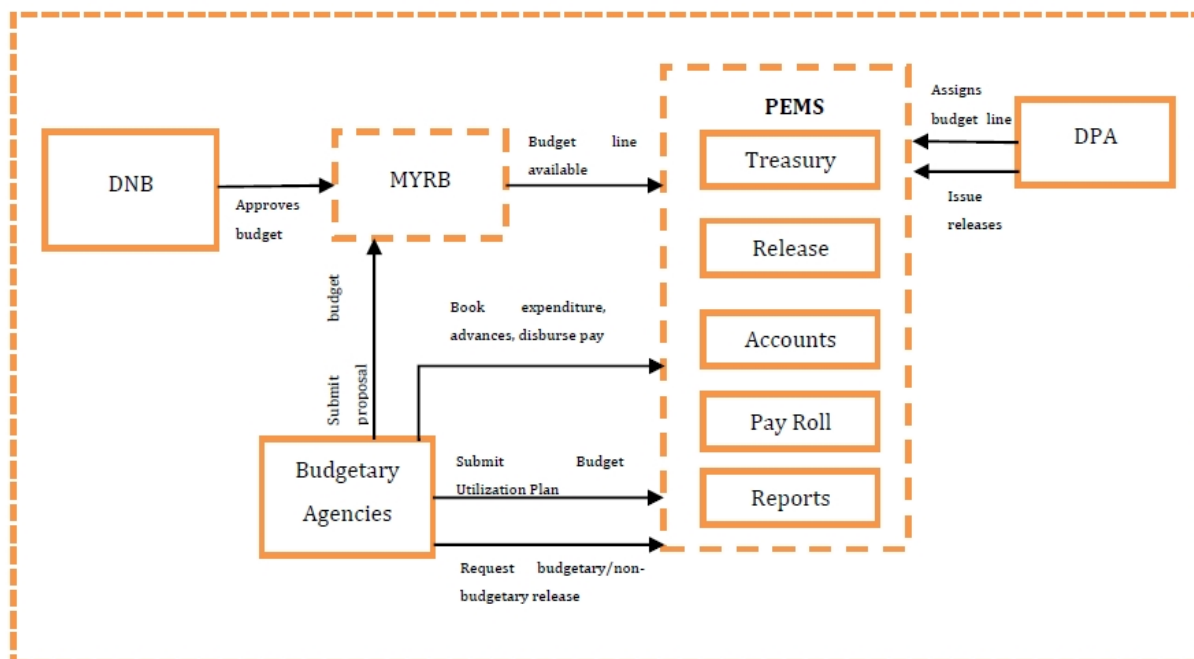 DNB
Approves
budget
MYRB
Budget line
available
PEMS
Treasury
Release
Accounts
Pay Roll
Reports
Assigns
budget line
DPA
Issue
releases
Submit budget
proposal
Book expenditure,
advances, disburse pay
Budgetary
Agencies
Submit Budget
Utilization Plan
Request budgetary/non-
budgetary release